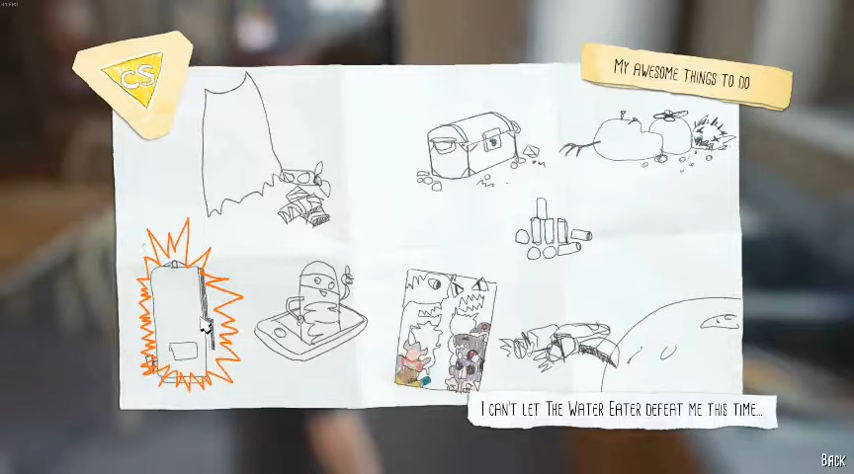 CS
MY AWESOME THINGS TO DO
I CAN'T LET THE WATER EATER DEFEAT ME THIS TIME...
BACK